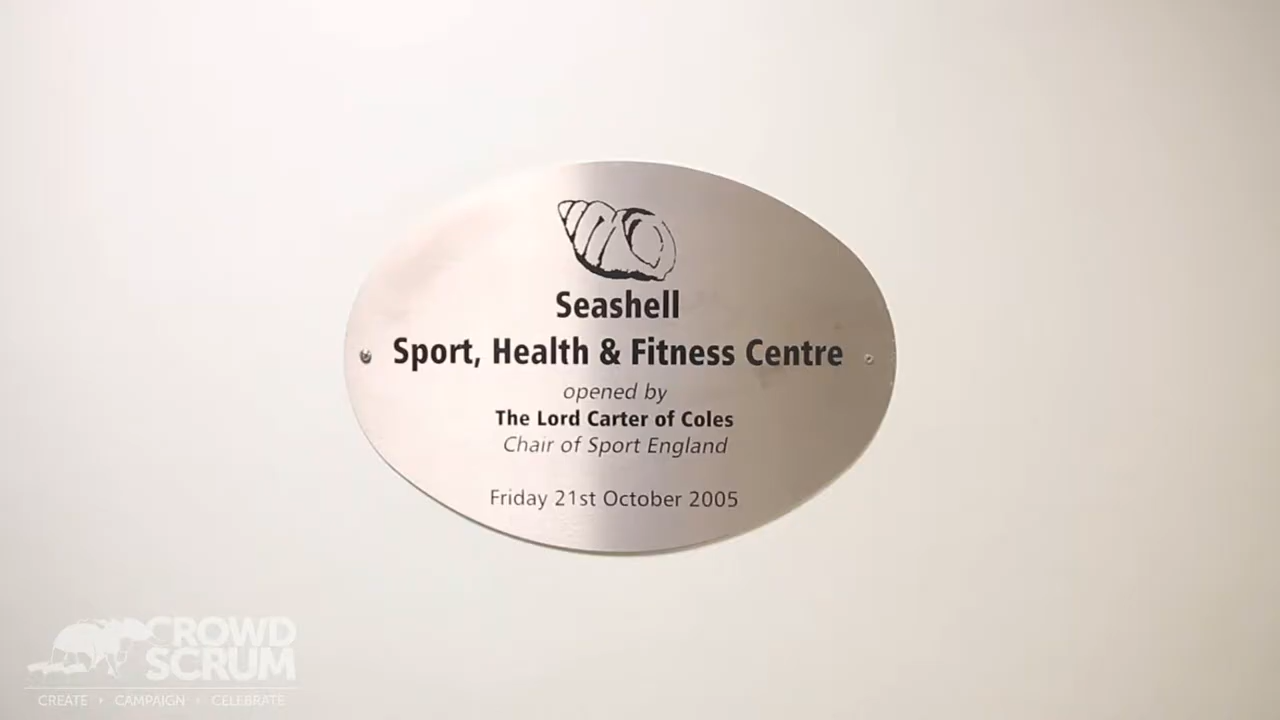 Seashell
Sport, Health & Fitness Centre
opened by
The Lord Carter of Coles
Chair of Sport England
Friday 21st October 2005
CROWD
SCRUM
CREATE • CAMPAIGN • CELEBRATE